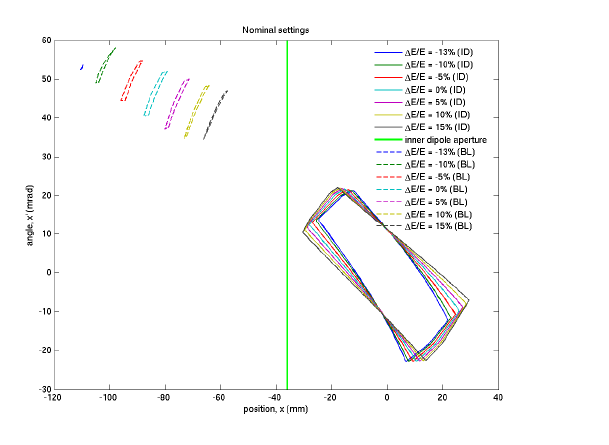 Nominal settings
60
50
40
30
20
10
0
-10
-20
-30
angle, x' (mrad)
ΔE/E = -13% (ID)
ΔE/E = -10% (ID)
ΔE/E = -5% (ID)
ΔE/E = 0% (ID)
ΔE/E = 5% (ID)
ΔE/E = 10% (ID)
ΔE/E = 15% (ID)
inner dipole aperture
ΔE/E = -13% (BL)
ΔE/E = -10% (BL)
ΔE/E = -5% (BL)
ΔE/E = 0% (BL)
ΔE/E = 5% (BL)
ΔE/E = 10% (BL)
ΔE/E = 15% (BL)
-120 -100 -80 -60 -40 -20 0 20 40
position, x (mm)